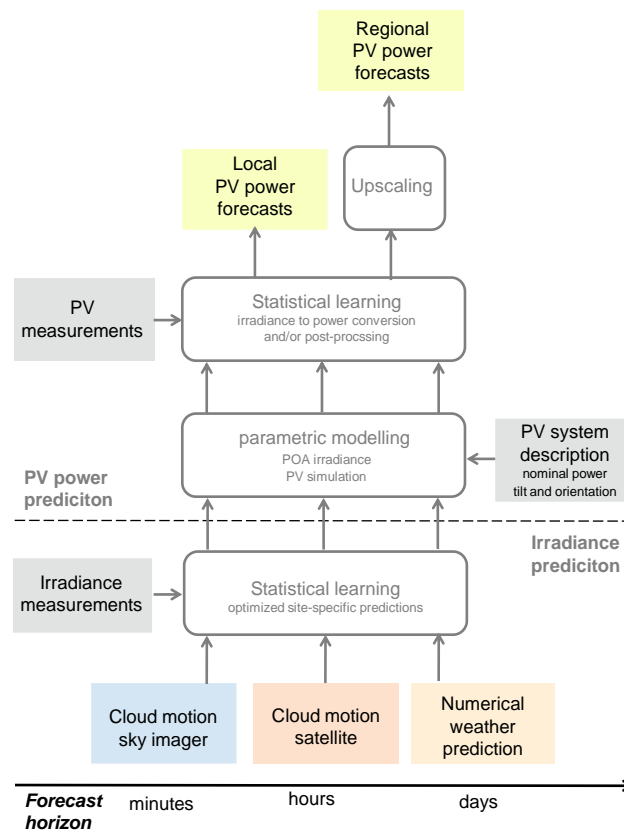 Regional
PV power
forecasts
Local
PV power
forecasts
Upscaling
PV
measurements
Statistical learning
irradiance to power conversion
and/or post-procssing
parametric modelling
POA irradiance
PV simulation
PV system
description
nominal power
tilt and orientation
PV power
prediciton
Irradiance
prediciton
Irradiance
measurements
Statistical learning
optimized site-specific predictions
Cloud motion
sky imager
Cloud motion
satellite
Numerical
weather
prediction
Forecast
horizon
minutes
hours
days